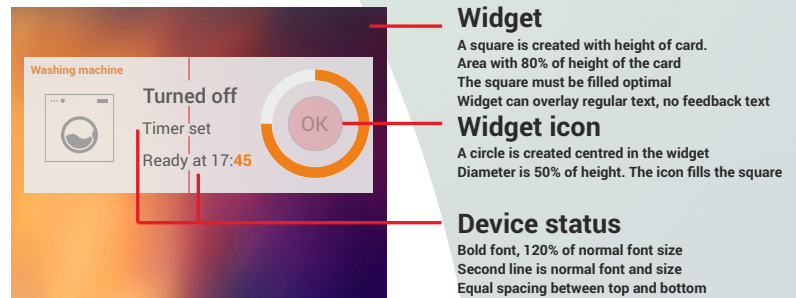 Washing machine
Turned off
Timer set
Ready at 17:45
OK
Widget
A square is created with height of card.
Area with 80% of height of the card
The square must be filled optimal
Widget can overlay regular text, no feedback text
Widget icon
A circle is created centred in the widget
Diameter is 50% of height. The icon fills the square
Device status
Bold font, 120% of normal font size
Second line is normal font and size
Equal spacing between top and bottom